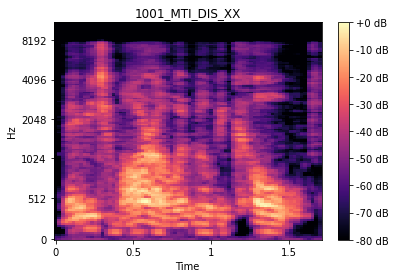 1001_MTI_DIS_XX
+0 dB
8192
-10 dB
4096
-20 dB
-30 dB
2048
Hz
-40 dB
1024
-50 dB
512
-60 dB
-70 dB
0
-80 dB
0
0.5
1
1.5
Time